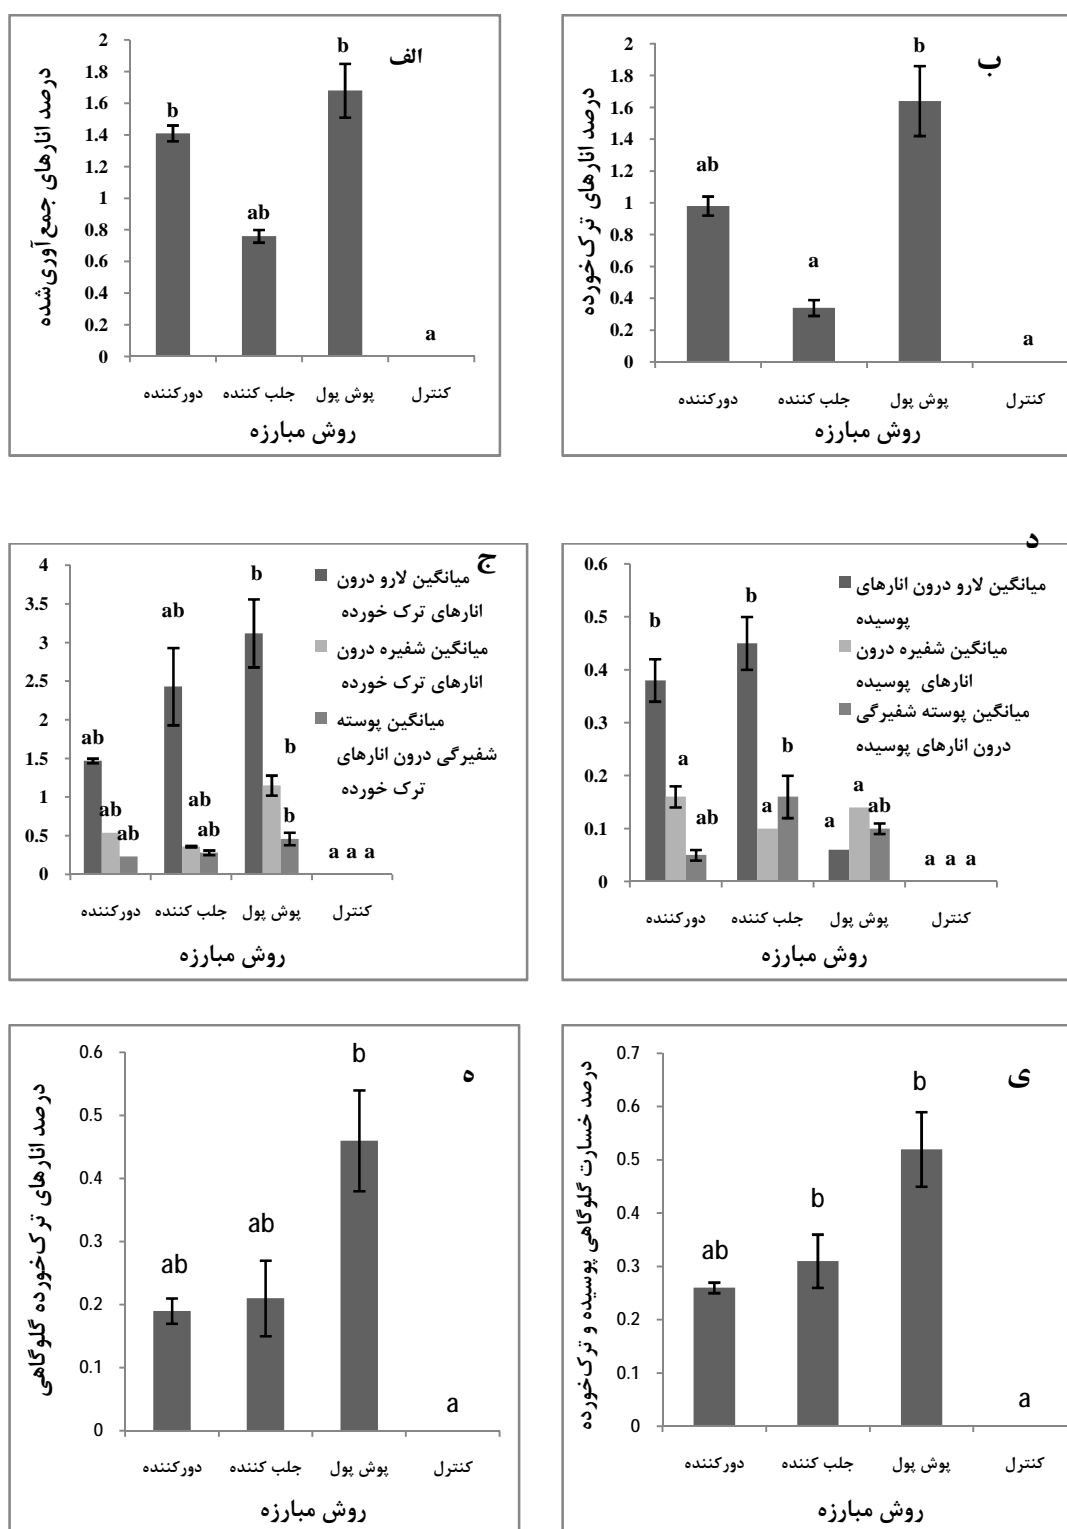 الف
درصد انارهای جمع‌آوری‌شده
2
1.8
1.6
1.4
1.2
1
0.8
0.6
0.4
0.2
0
b
ab
b
a
دورکننده
جلب کننده
پوش پول
کنترل
روش مبارزه
ب
درصد انارهای ترک‌خورده
2
1.8
1.6
1.4
1.2
1
0.8
0.6
0.4
0.2
0
ab
a
b
a
دورکننده
جلب کننده
پوش پول
کنترل
روش مبارزه
ج
4
3.5
3
2.5
2
1.5
1
0.5
0
ab
ab
ab
ab
ab
ab
b
b
b
a a a
میانگین لارو درون
انارهای ترک خورده
میانگین شفیره درون
انارهای ترک خورده
میانگین پوسته
شفیرگی درون انارهای
ترک خورده
دورکننده
جلب کننده
پوش پول
کنترل
روش مبارزه
د
0.6
0.5
0.4
0.3
0.2
0.1
0
b
a
ab
b
a
b
a
a
ab
a a a
میانگین لارو درون انارهای
پوسیده
میانگین شفیره درون
انارهای پوسیده
میانگین پوسته شفیرگی
درون انارهای پوسیده
دورکننده
جلب کننده
پوش پول
کنترل
روش مبارزه
ه
درصد انارهای ترک‌خورده گلوگاهی
0.6
0.5
0.4
0.3
0.2
0.1
0
ab
ab
b
a
دورکننده
جلب کننده
پوش پول
کنترل
روش مبارزه
ی
درصد خسارت گلوگاهی پوسیده و ترک‌خورده
0.7
0.6
0.5
0.4
0.3
0.2
0.1
0
ab
b
b
a
دورکننده
جلب کننده
پوش پول
کنترل
روش مبارزه